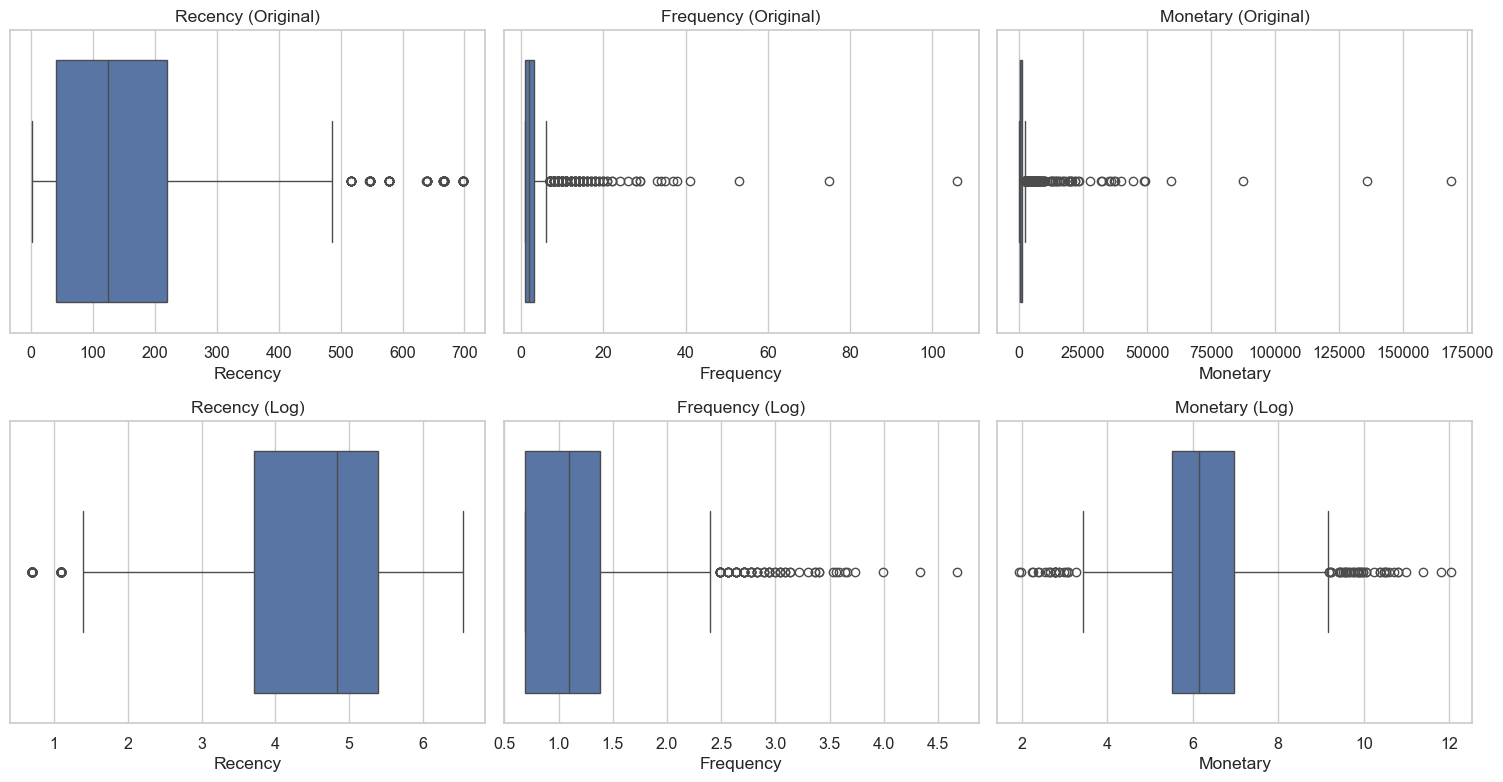 Recency (Original) Frequency (Original) Monetary (Original)
0 100 200 300 400 500 600 700 0 20 40 60 80 100 0 25000 50000 75000 100000 125000 150000 175000
Recency Frequency Monetary
Recency (Log) Frequency (Log) Monetary (Log)
1 2 3 4 5 6 0.5 1.0 1.5 2.0 2.5 3.0 3.5 4.0 4.5 2 4 6 8 10 12
Recency Frequency Monetary